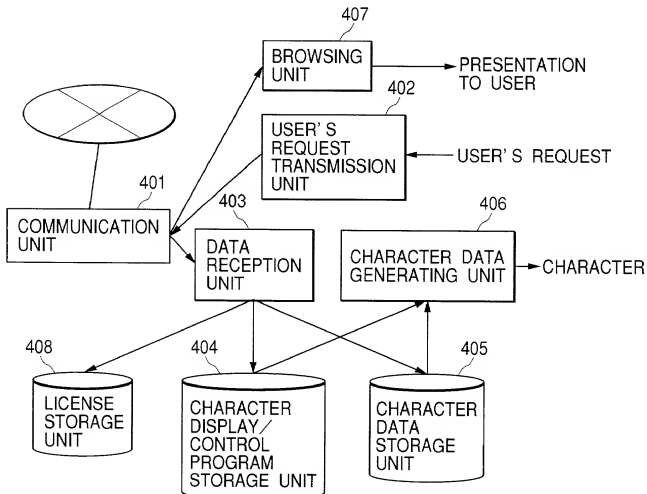 407
BROWSING
UNIT
PRESENTATION
TO USER
402
USER'S
REQUEST
TRANSMISSION
UNIT
USER'S REQUEST
401
COMMUNICATION
UNIT
403
DATA
RECEPTION
UNIT
406
CHARACTER DATA
GENERATING UNIT
CHARACTER
408
LICENSE
STORAGE
UNIT
404
CHARACTER
DISPLAY/
CONTROL
PROGRAM
STORAGE UNIT
405
CHARACTER
DATA
STORAGE
UNIT